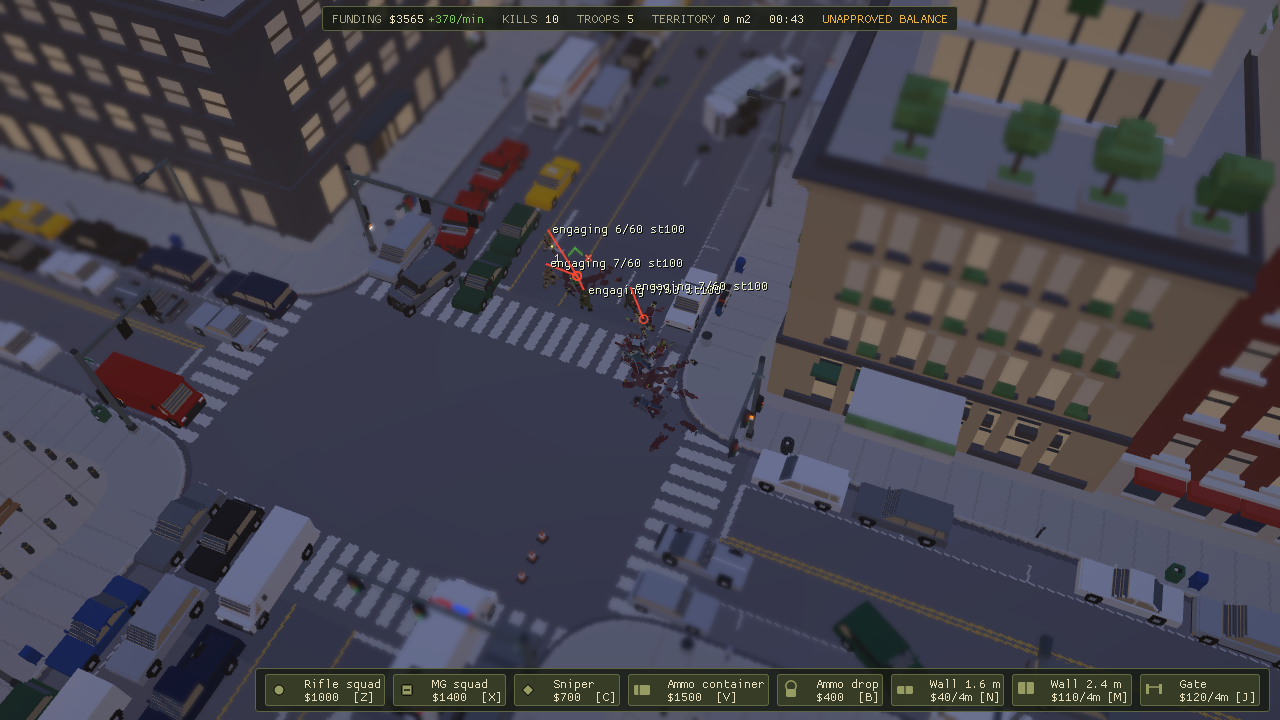 FUNDING $3565 +370/min KILLS 10 TROOPS 5 TERRITORY 0 m2 00:43 UNAPPROVED BALANCE
engaging 6/60 st100
engaging 7/60 st100
engaging 7/60 st100
Rifle squad
$1000 [Z]
MG squad
$1400 [X]
Sniper
$700 [C]
Ammo container
$1500 [V]
Ammo drop
$400 [B]
Wall 1.6 m
$40/4m [N]
Wall 2.4 m
$110/4m [M]
Gate
$120/4m [J]